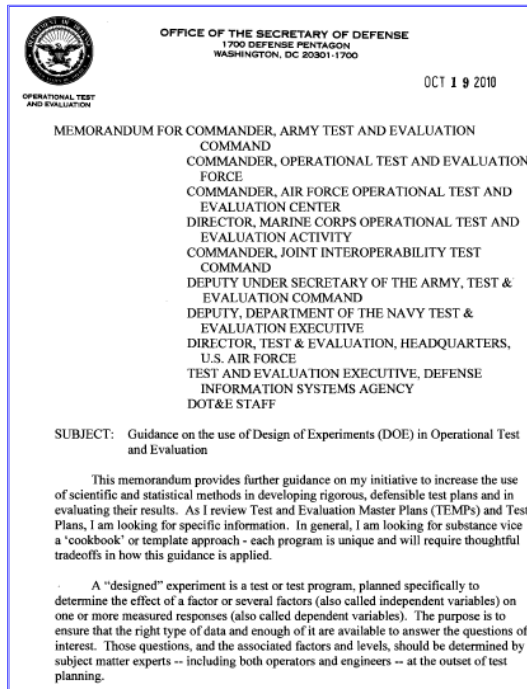 OFFICE OF THE SECRETARY OF DEFENSE
1700 DEFENSE PENTAGON
WASHINGTON, DC 20301-1700
OPERATIONAL TEST
AND EVALUATION
OCT 19 2010
MEMORANDUM FOR COMMANDER, ARMY TEST AND EVALUATION
COMMAND
COMMANDER, OPERATIONAL TEST AND EVALUATION
FORCE
COMMANDER, AIR FORCE OPERATIONAL TEST AND
EVALUATION CENTER
DIRECTOR, MARINE CORPS OPERATIONAL TEST AND
EVALUATION ACTIVITY
COMMANDER, JOINT INTEROPERABILITY TEST
COMMAND
DEPUTY UNDER SECRETARY OF THE ARMY, TEST &
EVALUATION COMMAND
DEPUTY, DEPARTMENT OF THE NAVY TEST &
EVALUATION EXECUTIVE
DIRECTOR, TEST & EVALUATION, HEADQUARTERS,
U.S. AIR FORCE
TEST AND EVALUATION EXECUTIVE, DEFENSE
INFORMATION SYSTEMS AGENCY
DOT&E STAFF
SUBJECT: Guidance on the use of Design of Experiments (DOE) in Operational Test
and Evaluation
This memorandum provides further guidance on my initiative to increase the use
of scientific and statistical methods in developing rigorous, defensible test plans and in
evaluating their results. As I review Test and Evaluation Master Plans (TEMPs) and Test
Plans, I am looking for specific information. In general, I am looking for substance vice
a 'cookbook' or template approach - each program is unique and will require thoughtful
tradeoffs in how this guidance is applied.
A "designed" experiment is a test or test program, planned specifically to
determine the effect of a factor or several factors (also called independent variables) on
one or more measured responses (also called dependent variables). The purpose is to
ensure that the right type of data and enough of it are available to answer the questions of
interest. Those questions, and the associated factors and levels, should be determined by
subject matter experts -- including both operators and engineers -- at the outset of test
planning.